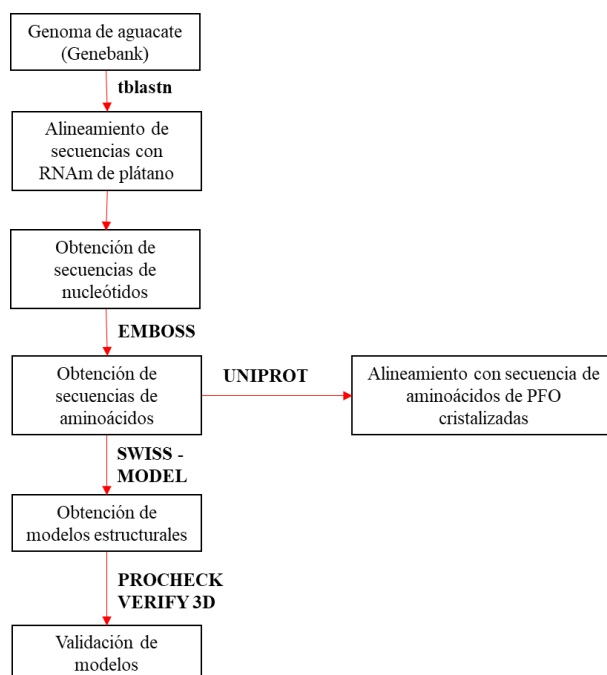 Genoma de aguacate
(Genebank)
tblastn
Alineamiento de
secuencias con
RNAm de plátano
Obtención de
secuencias de
nucleótidos
EMBOSS
Obtención de
secuencias de
aminoácidos
UNIPROT
Alineamiento con secuencia de
aminoácidos de PFO
cristalizadas
SWISS -
MODEL
Obtención de
modelos estructurales
PROCHECK
VERIFY 3D
Validación de
modelos